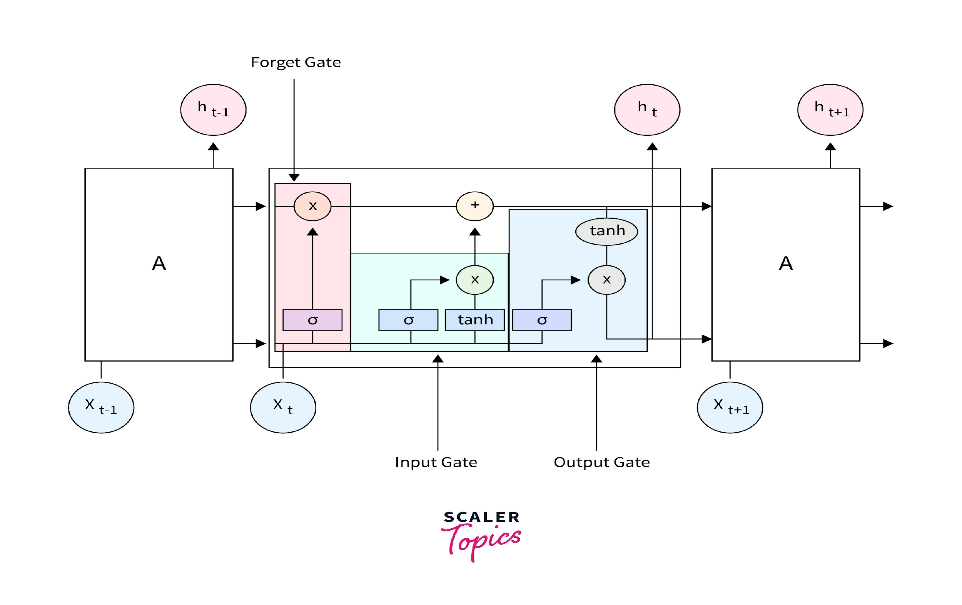 Forget Gate
h t-1
h t
h t+1
x
+
tanh
A
A
x
x
σ
σ
tanh
σ
X t-1
X t
X t+1
Input Gate
Output Gate
SCALER
Topics